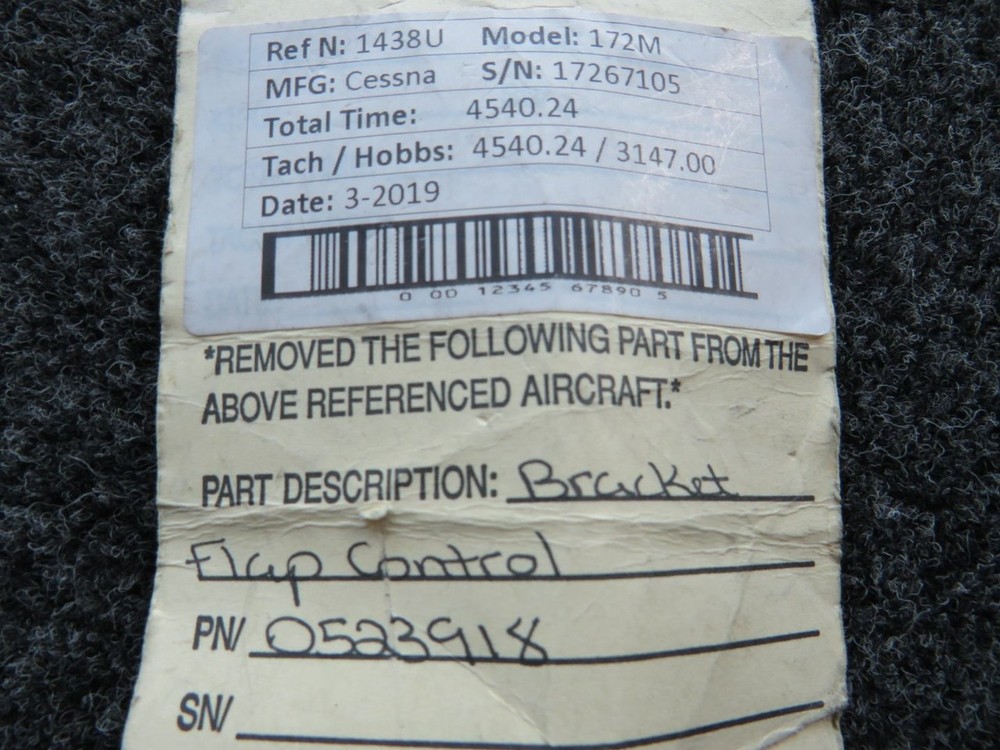 Ref N: 1438U Model: 172M
MFG: Cessna S/N: 17267105
Total Time: 4540.24
Tach / Hobbs: 4540.24 / 3147.00
Date: 3-2019
0 00 12345 67890 5
*REMOVED THE FOLLOWING PART FROM THE
ABOVE REFERENCED AIRCRAFT.*
PART DESCRIPTION: Bracket
Flap Control
PN/ 0523918
SN/